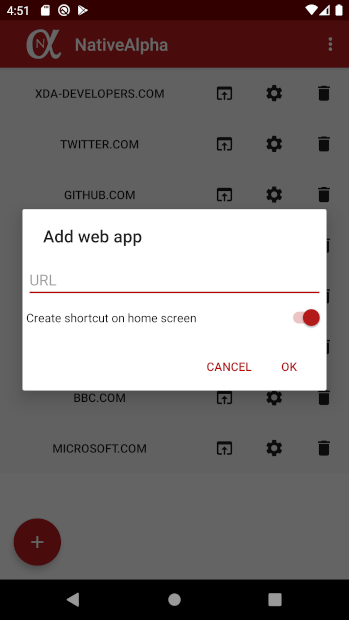 4:51
NativeAlpha
XDA-DEVELOPERS.COM
TWITTER.COM
GITHUB.COM
Add web app
URL
Create shortcut on home screen
CANCEL OK
BBC.COM
MICROSOFT.COM